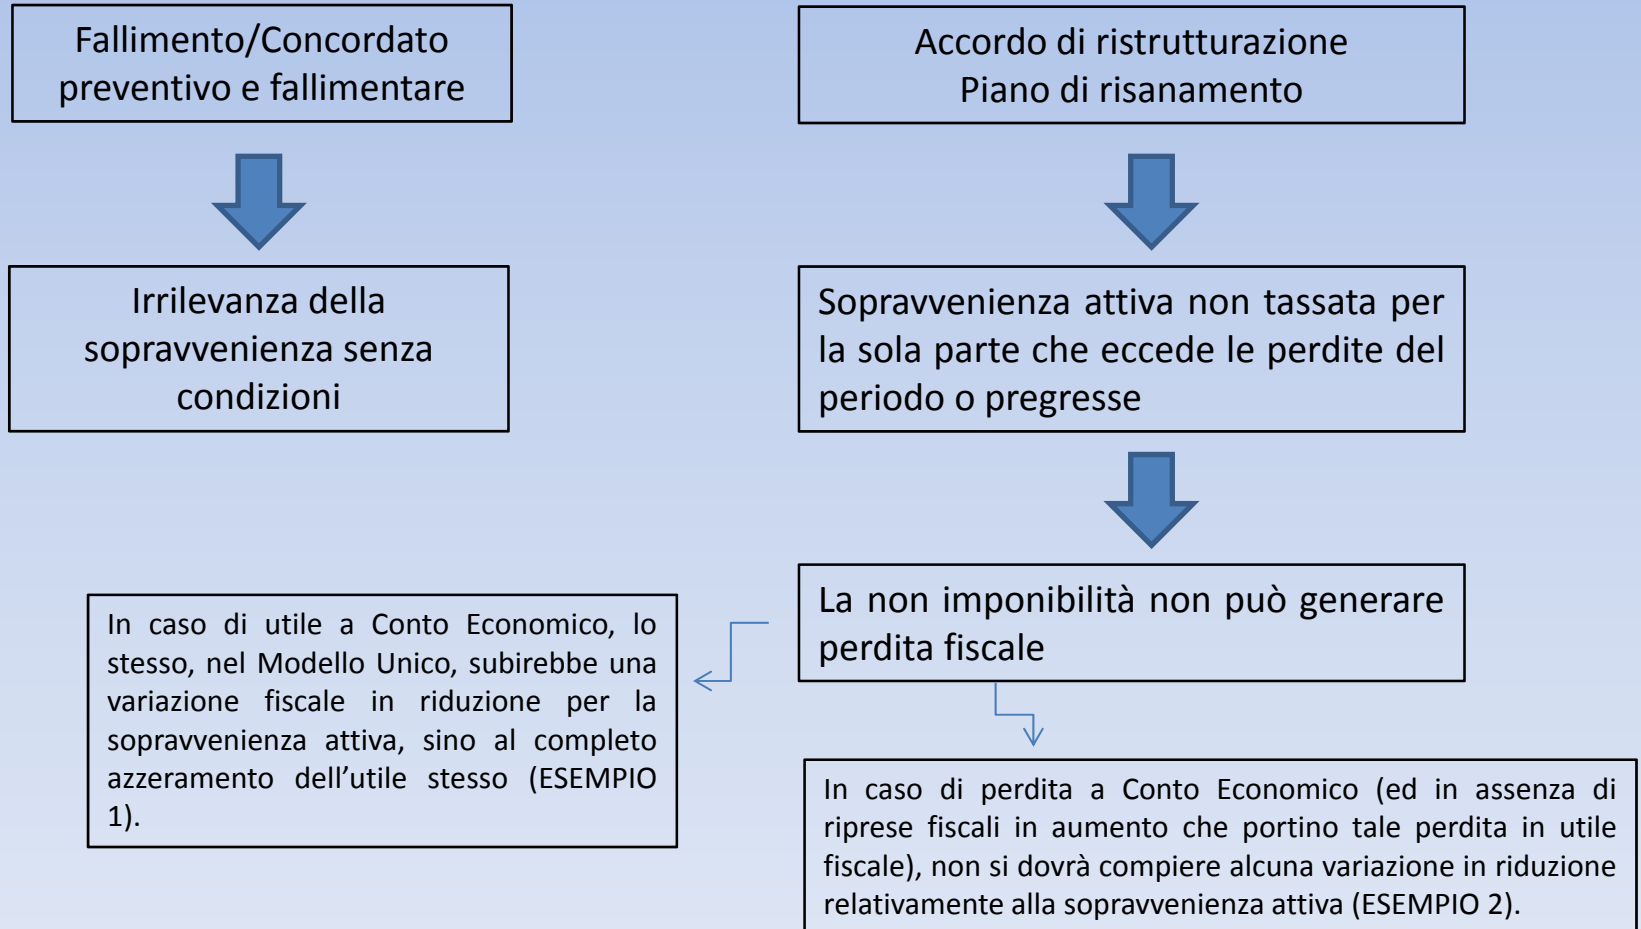 Fallimento/Concordato
preventivo e fallimentare
Irrilevanza della
sopravvenienza senza
condizioni
Accordo di ristrutturazione
Piano di risanamento
Sopravvenienza attiva non tassata per
la sola parte che eccede le perdite del
periodo o pregresse
La non imponibilità non può generare
perdita fiscale
In caso di utile a Conto Economico, lo
stesso, nel Modello Unico, subirebbe una
variazione fiscale in riduzione per la
sopravvenienza attiva, sino al completo
azzeramento dell’utile stesso (ESEMPIO
1).
In caso di perdita a Conto Economico (ed in assenza di
riprese fiscali in aumento che portino tale perdita in utile
fiscale), non si dovrà compiere alcuna variazione in riduzione
relativamente alla sopravvenienza attiva (ESEMPIO 2).